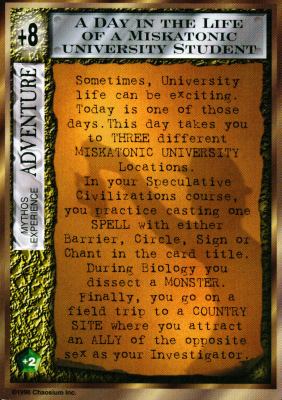 +8
A DAY IN THE LIFE
OF A MISKATONIC
UNIVERSITY STUDENT
MYTHOS
EXPERIENCE
ADVENTURE
Sometimes, University
life can be exciting.
Today is one of those
days.This day takes you
to THREE different
MISKATONIC UNIVERSITY
Locations.
In your Speculative
Civilizations course,
you practice casting one
SPELL with either
Barrier, Circle, Sign or
Chant in the card title.
During Biology you
dissect a MONSTER.
Finally, you go on a
field trip to a COUNTRY
SITE where you attract
an ALLY of the opposite
sex as your Investigator.
+2
©1996 Chaosium Inc.